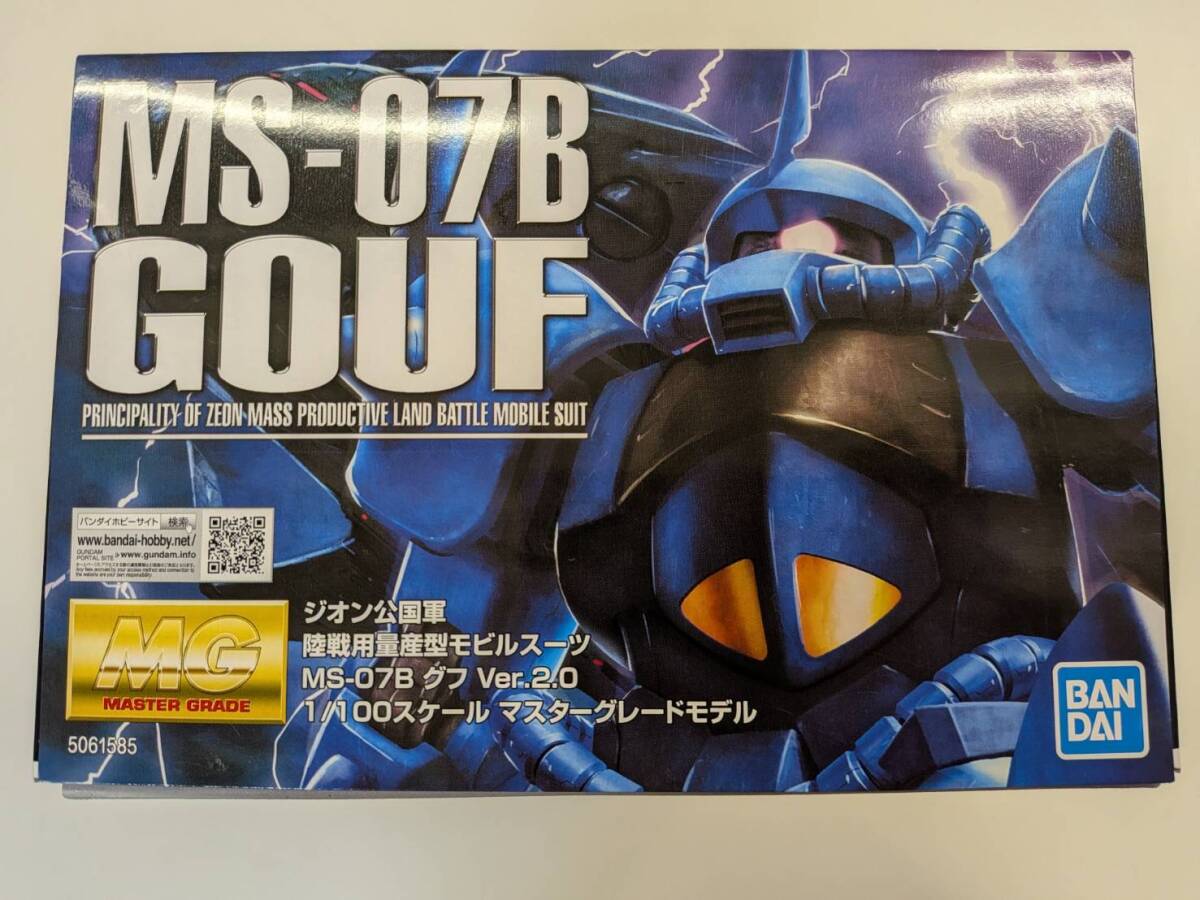 MS-07B
GOUF
PRINCIPALITY OF ZEON MASS PRODUCTIVE LAND BATTLE MOBILE SUIT
バンダイホビーサイト 検索
www.bandai-hobby.net/
GUNDAM
PORTAL SITE
www.gundam.info
MG
MASTER GRADE
ジオン公国軍
陸戦用量産型モビルスーツ
MS-07B グフ Ver.2.0
1/100スケール マスターグレードモデル
5061585
BAN
DAI